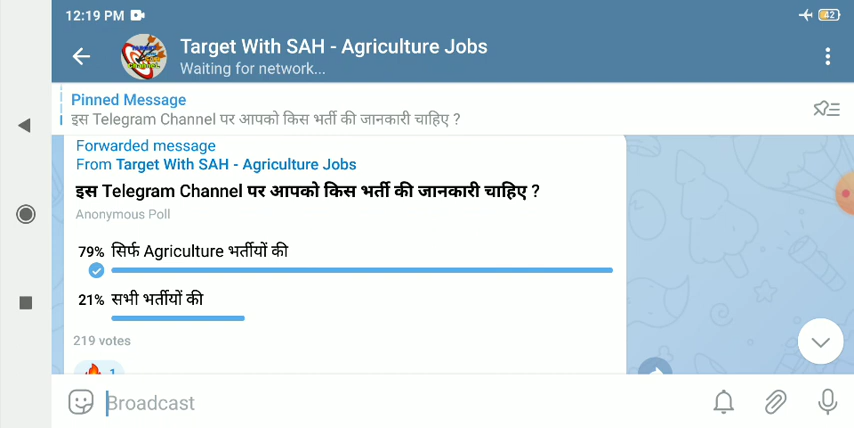 12:19 PM
42
Target With SAH - Agriculture Jobs
Waiting for network...
Pinned Message
इस Telegram Channel पर आपको किस भर्ती की जानकारी चाहिए ?
Forwarded message
From Target With SAH - Agriculture Jobs
इस Telegram Channel पर आपको किस भर्ती की जानकारी चाहिए ?
Anonymous Poll
79% सिर्फ Agriculture भर्तीयों की
21% सभी भर्तीयों की
219 votes
1
Broadcast